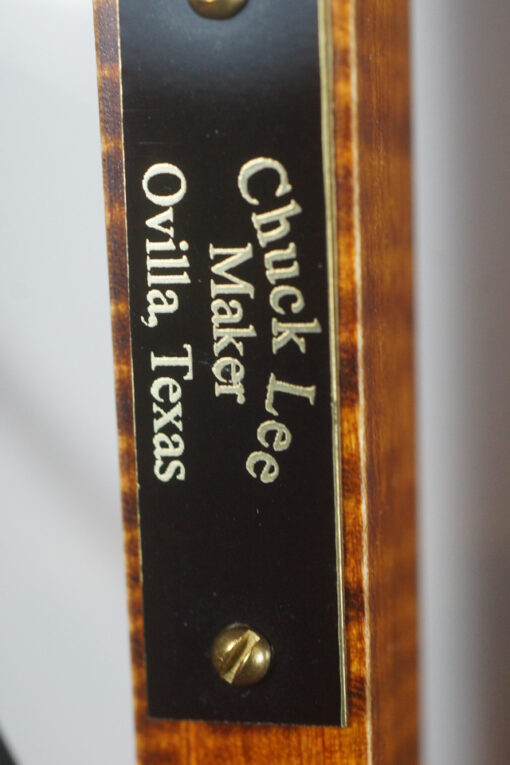 Chuck Lee
Maker
Ovilla, Texas